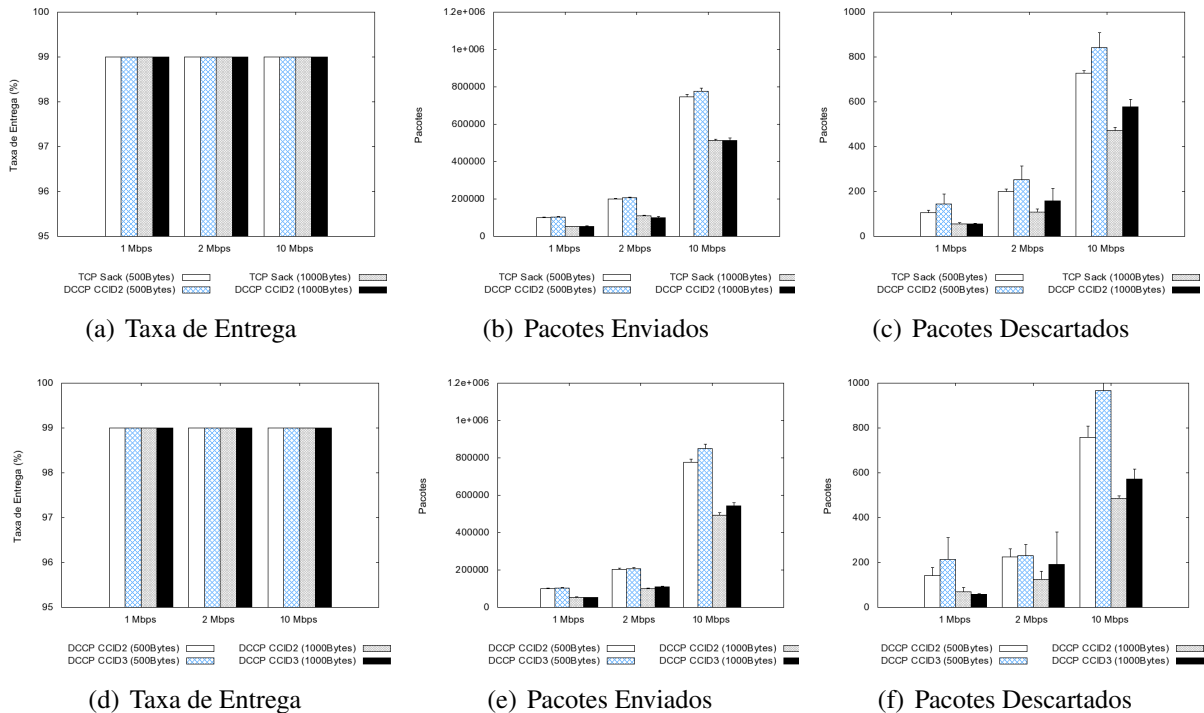 100
99
98
97
96
95
Taxa de Entrega (%)
1 Mbps 2 Mbps 10 Mbps
TCP Sack (500Bytes) TCP Sack (1000Bytes)
DCCP CCID2 (500Bytes) DCCP CCID2 (1000Bytes)
(a) Taxa de Entrega
1.2e+006
1e+006
800000
600000
400000
200000
0
Pacotes
1 Mbps 2 Mbps 10 Mbps
TCP Sack (500Bytes) TCP Sack (1000Bytes)
DCCP CCID2 (500Bytes) DCCP CCID2 (1000Bytes)
(b) Pacotes Enviados
1000
800
600
400
200
0
Pacotes
1 Mbps 2 Mbps 10 Mbps
TCP Sack (500Bytes) TCP Sack (1000Bytes)
DCCP CCID2 (500Bytes) DCCP CCID2 (1000Bytes)
(c) Pacotes Descartados
100
99
98
97
96
95
Taxa de Entrega (%)
1 Mbps 2 Mbps 10 Mbps
DCCP CCID2 (500Bytes) DCCP CCID2 (1000Bytes)
DCCP CCID3 (500Bytes) DCCP CCID3 (1000Bytes)
(d) Taxa de Entrega
1.2e+006
1e+006
800000
600000
400000
200000
0
Pacotes
1 Mbps 2 Mbps 10 Mbps
DCCP CCID2 (500Bytes) DCCP CCID2 (1000Bytes)
DCCP CCID3 (500Bytes) DCCP CCID3 (1000Bytes)
(e) Pacotes Enviados
1000
800
600
400
200
0
Pacotes
1 Mbps 2 Mbps 10 Mbps
DCCP CCID2 (500Bytes) DCCP CCID2 (1000Bytes)
DCCP CCID3 (500Bytes) DCCP CCID3 (1000Bytes)
(f) Pacotes Descartados